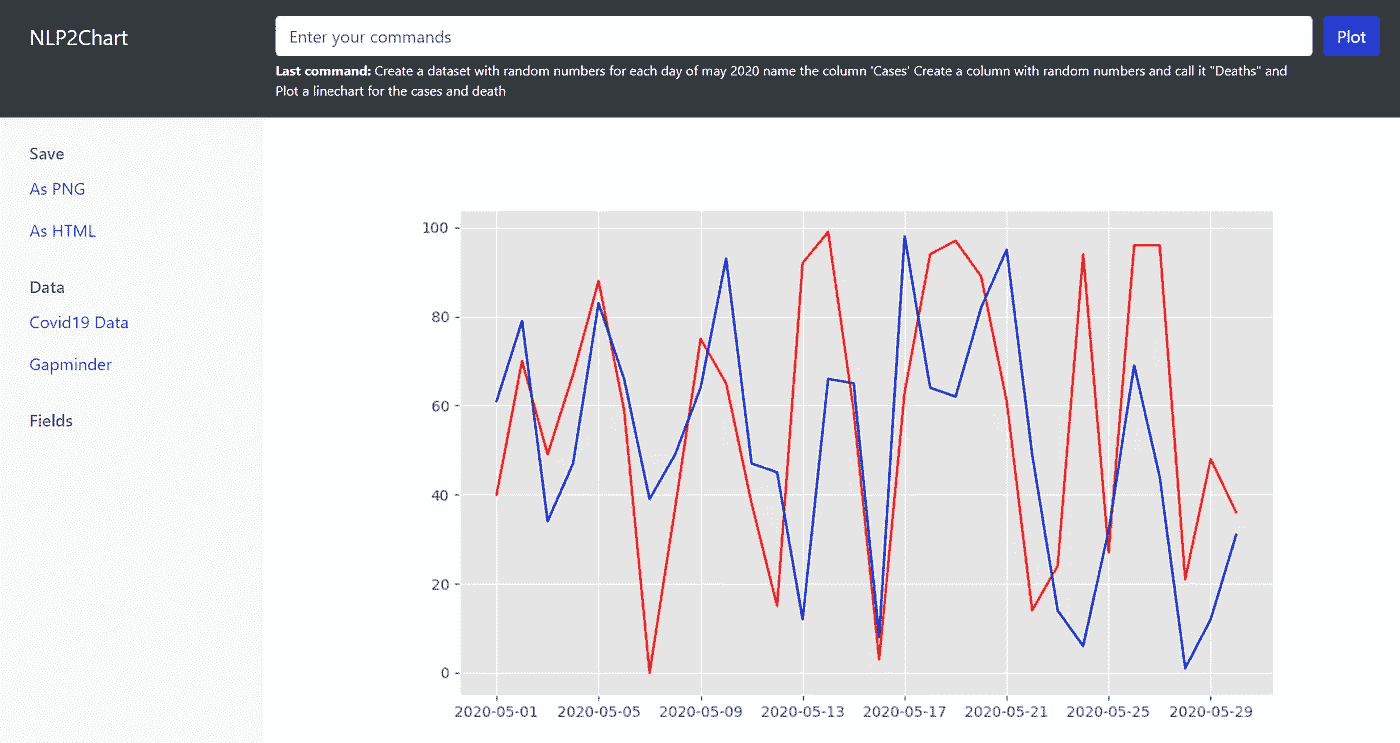 NLP2Chart
Enter your commands
Plot
Last command: Create a dataset with random numbers for each day of may 2020 name the column 'Cases' Create a column with random numbers and call it "Deaths" and
Plot a linechart for the cases and death
Save
As PNG
As HTML
Data
Covid19 Data
Gapminder
Fields
100
80
60
40
20
0
2020-05-01 2020-05-05 2020-05-09 2020-05-13 2020-05-17 2020-05-21 2020-05-25 2020-05-29